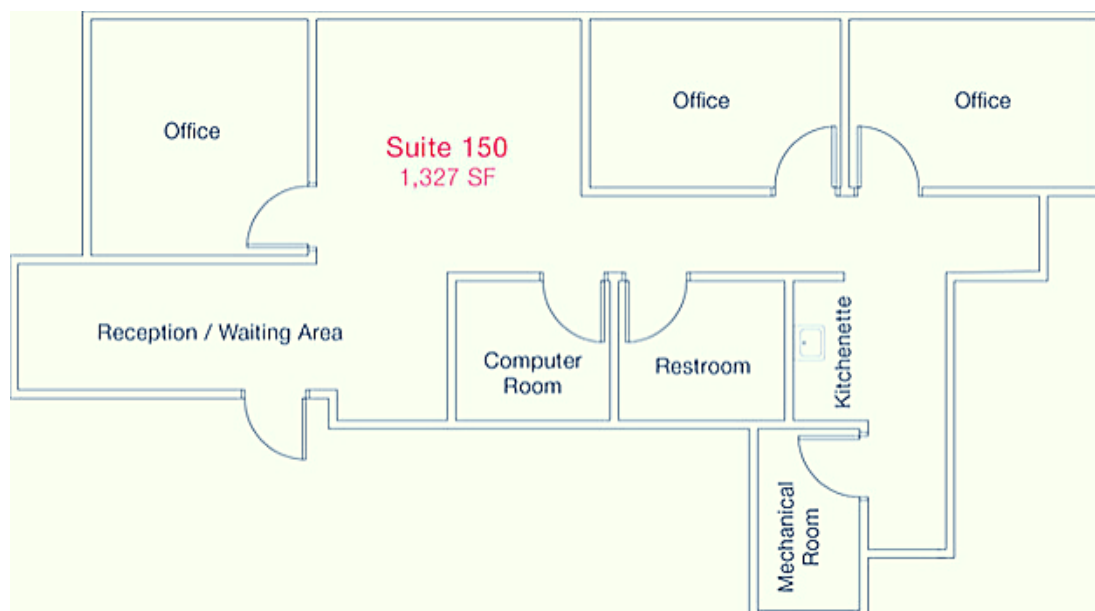 Office
Office
Office
Suite 150
1,327 SF
Reception / Waiting Area
Computer
Room
Restroom
Kitchenette
Mechanical
Room